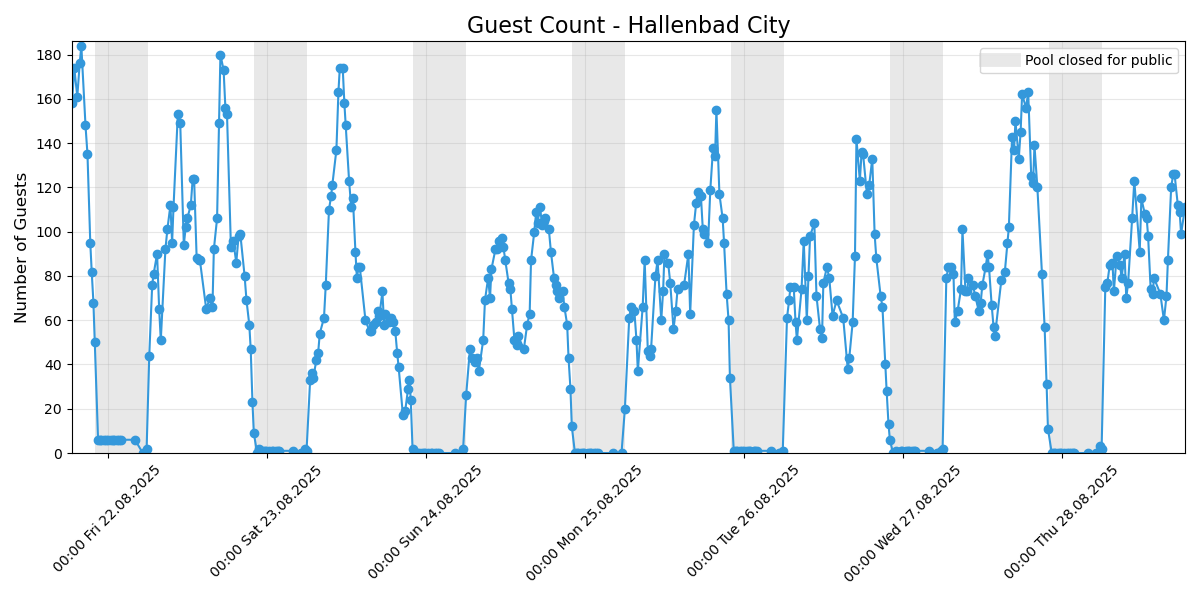 Guest Count - Hallenbad City
Pool closed for public
Number of Guests
180
160
140
120
100
80
60
40
20
0
00:00 Fri 22.08.2025
00:00 Sat 23.08.2025
00:00 Sun 24.08.2025
00:00 Mon 25.08.2025
00:00 Tue 26.08.2025
00:00 Wed 27.08.2025
00:00 Thu 28.08.2025